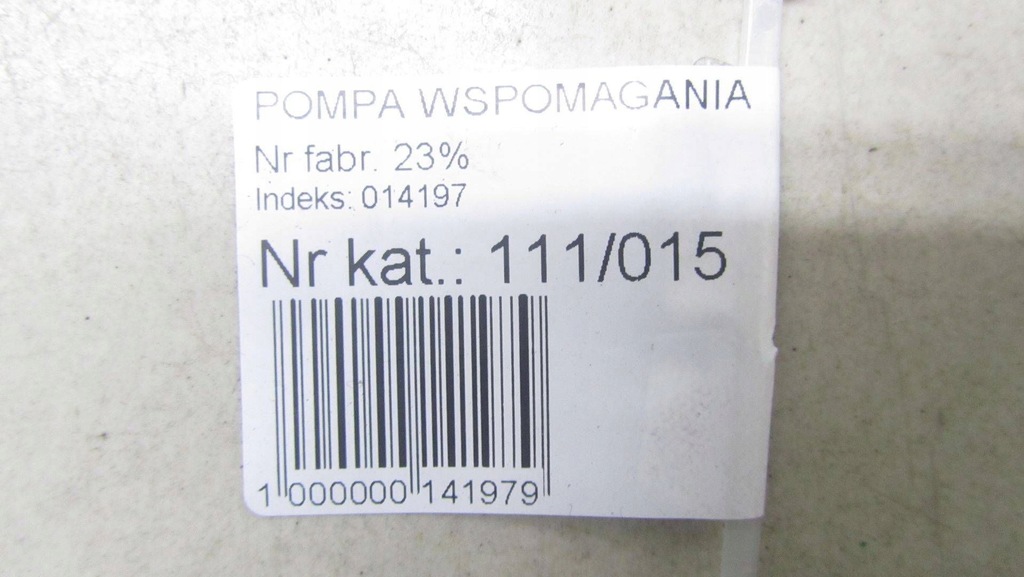 POMPA WSPOMAGANIA
Nr fabr. 23%
Indeks: 014197
Nr kat.: 111/015
1 000000 141979